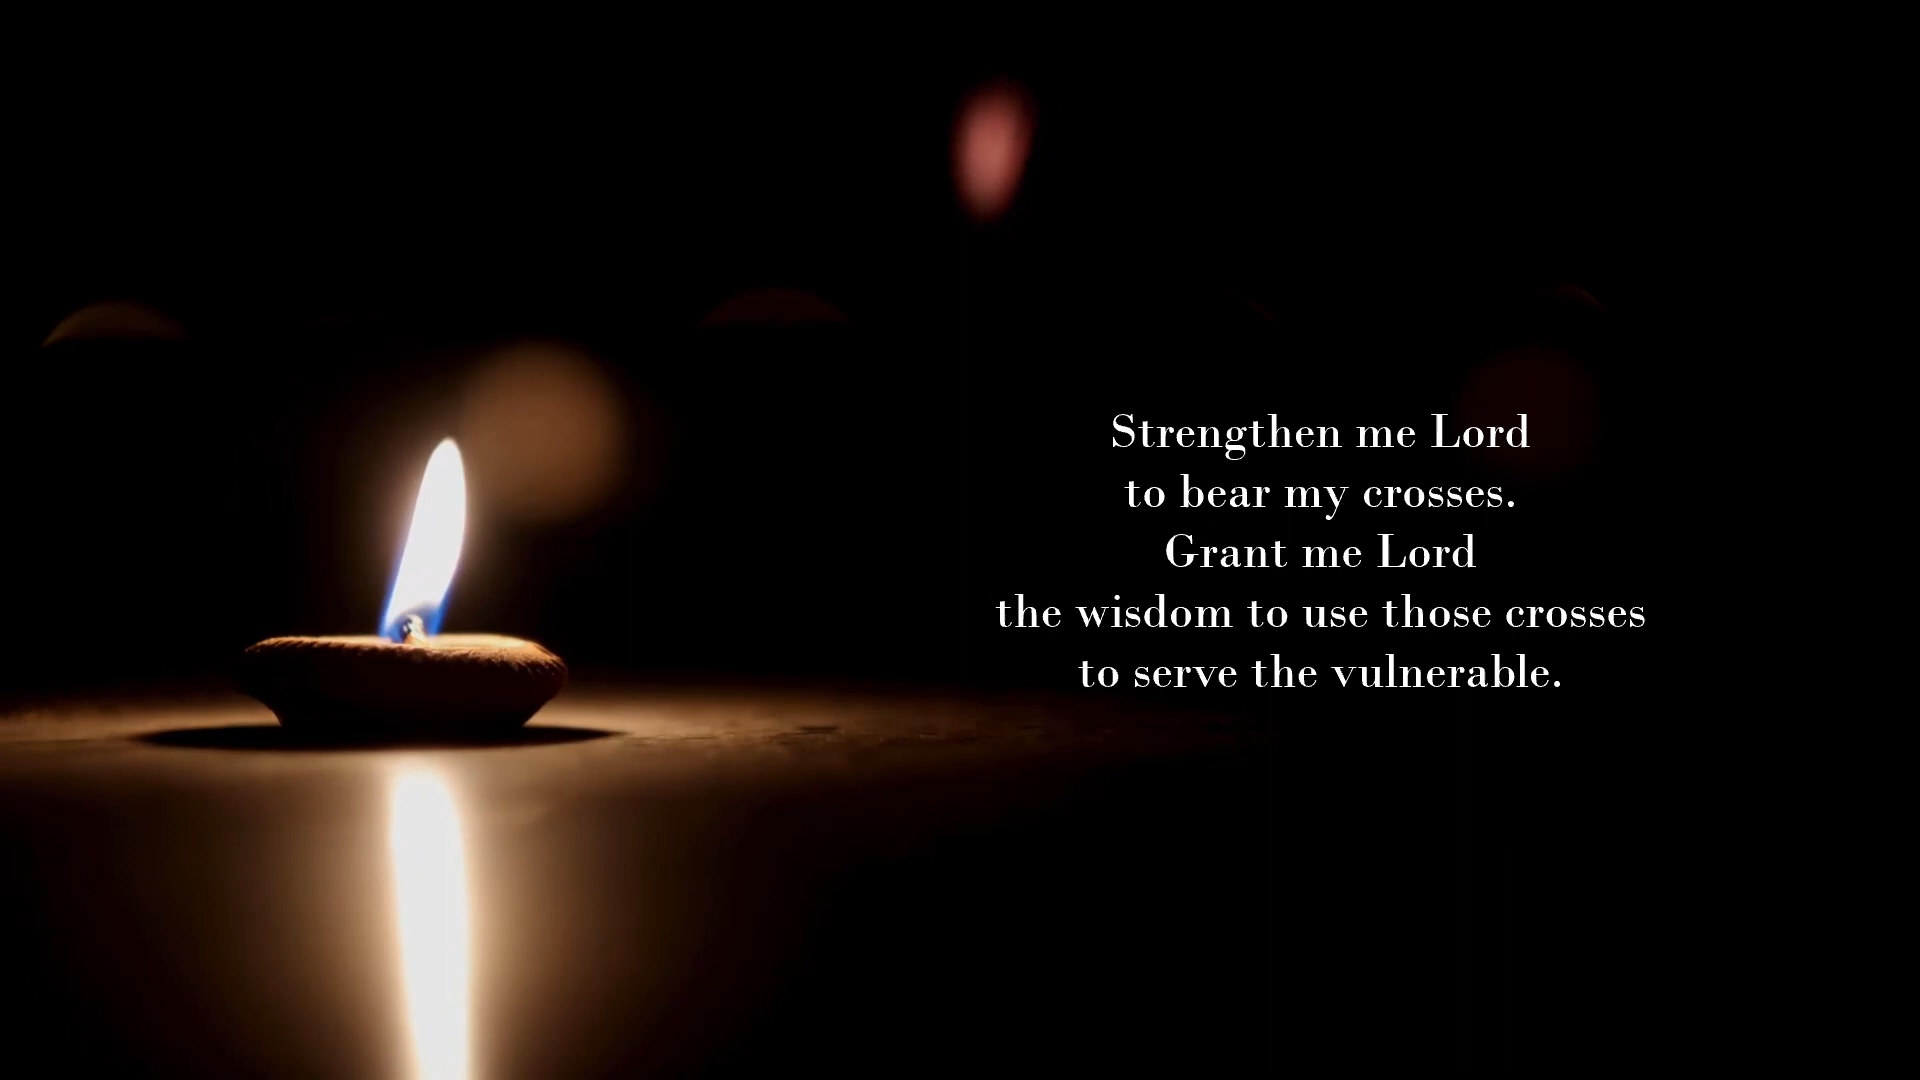 Strengthen me Lord
to bear my crosses.
Grant me Lord
the wisdom to use those crosses
to serve the vulnerable.